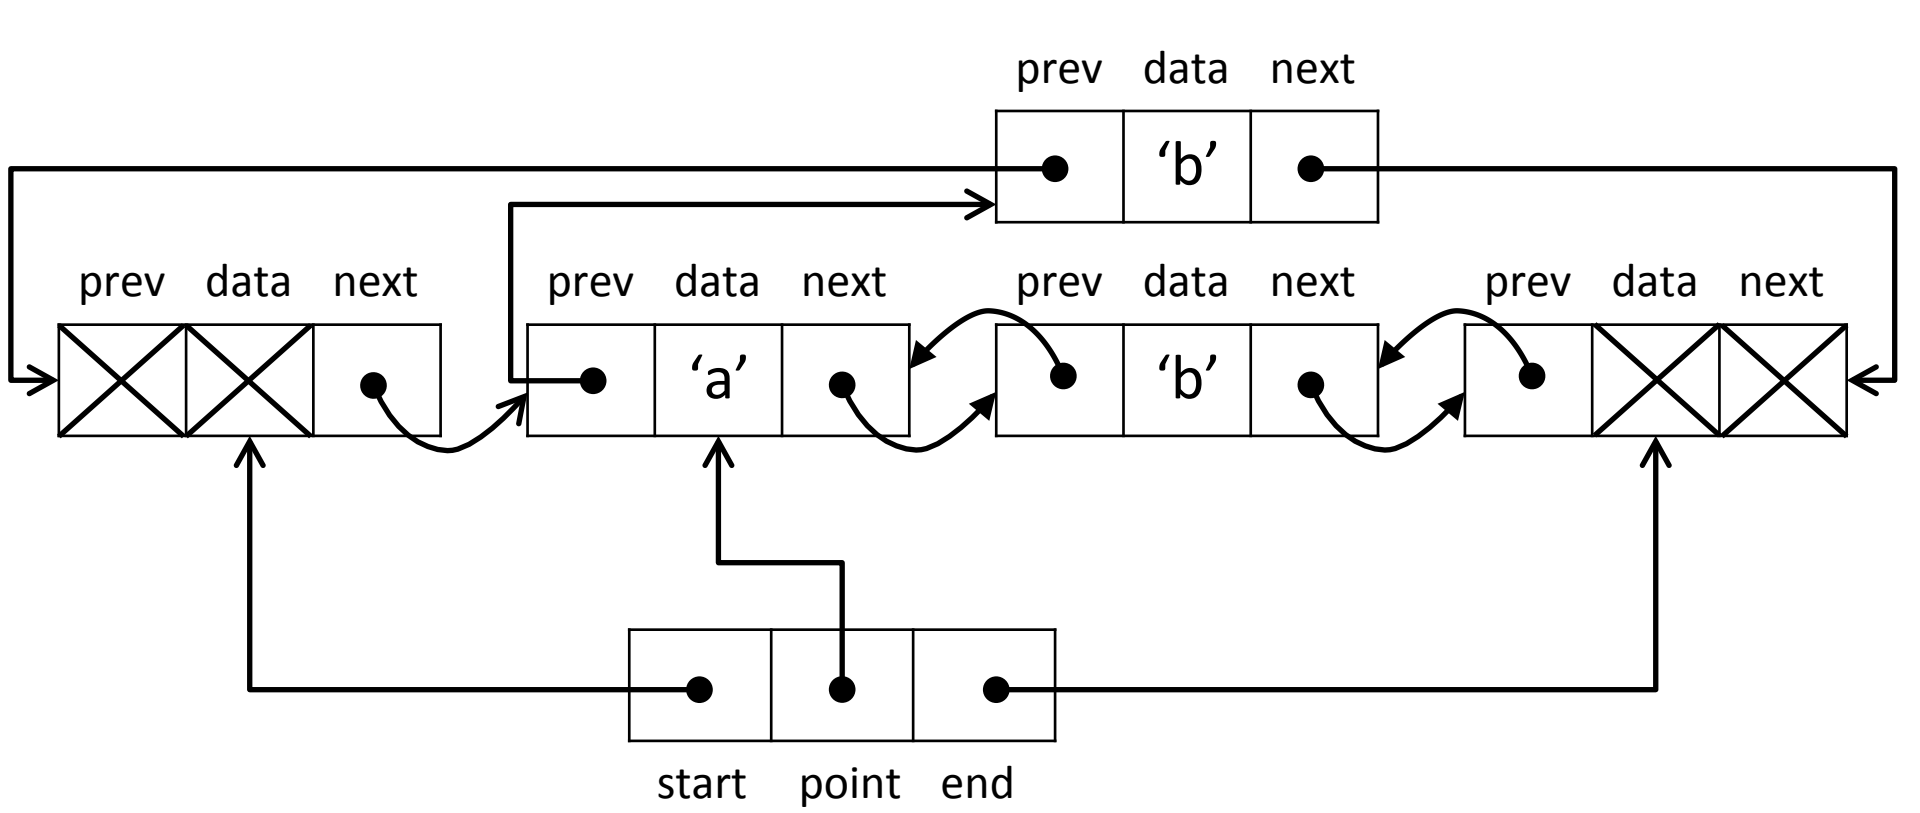 prev data next
‘b’
prev data next prev data next prev data next prev data next
‘a’ ‘b’
start point end